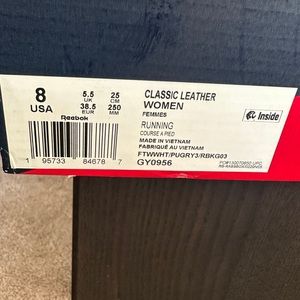 8 5.5 25 CLASSIC LEATHER
UK CM WOMEN
USA 38.5 250 FEMMES
EUR MM
Reebok RUNNING
COURSE A PIED
Inside
MADE IN VIETNAM
FABRIQUÉ AU VIETNAM
FTWWHT/PUGRY3/RBKG03
1 95733 84678 7 GY0956